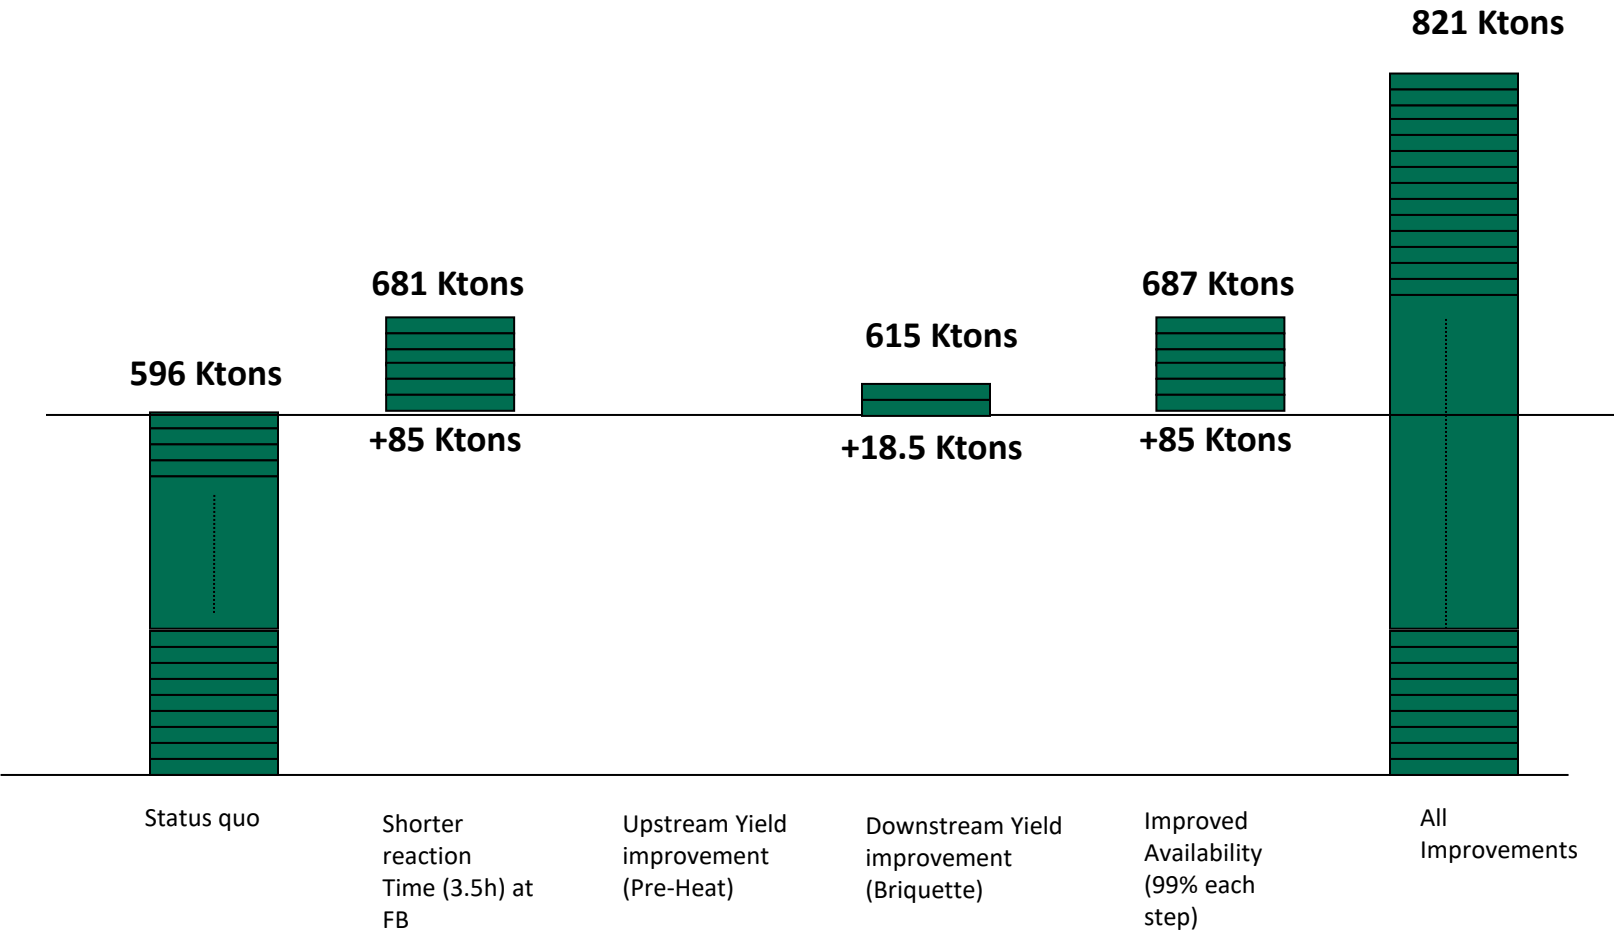 821 Ktons
681 Ktons
687 Ktons
615 Ktons
596 Ktons
+85 Ktons
+18.5 Ktons
+85 Ktons
Status quo
Shorter
reaction
Time (3.5h) at
FB
Upstream Yield
improvement
(Pre-Heat)
Downstream Yield
improvement
(Briquette)
Improved
Availability
(99% each
step)
All
Improvements